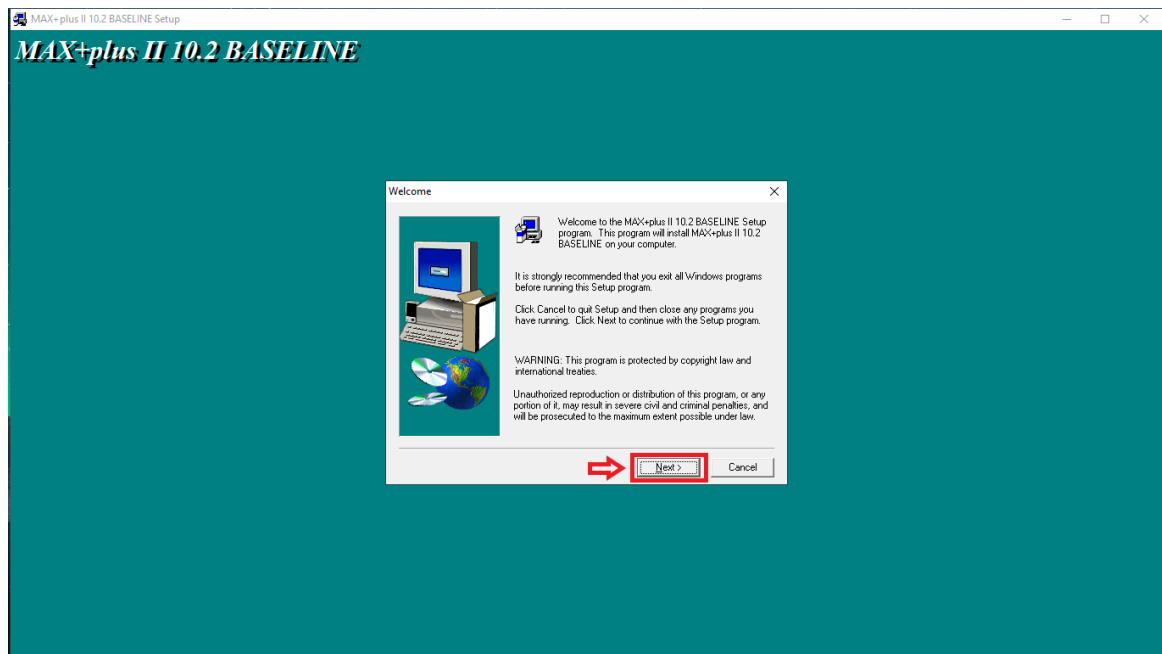 MAX+plus II 10.2 BASELINE Setup
MAX+plus II 10.2 BASELINE
Welcome
Welcome to the MAX+plus II 10.2 BASELINE Setup
program. This program will install MAX+plus II 10.2
BASELINE on your computer.
It is strongly recommended that you exit all Windows programs
before running this Setup program.
Click Cancel to quit Setup and then close any programs you
have running. Click Next to continue with the Setup program.
WARNING: This program is protected by copyright law and
international treaties.
Unauthorized reproduction or distribution of this program, or any
portion of it, may result in severe civil and criminal penalties, and
will be prosecuted to the maximum extent possible under law.
Next >
Cancel